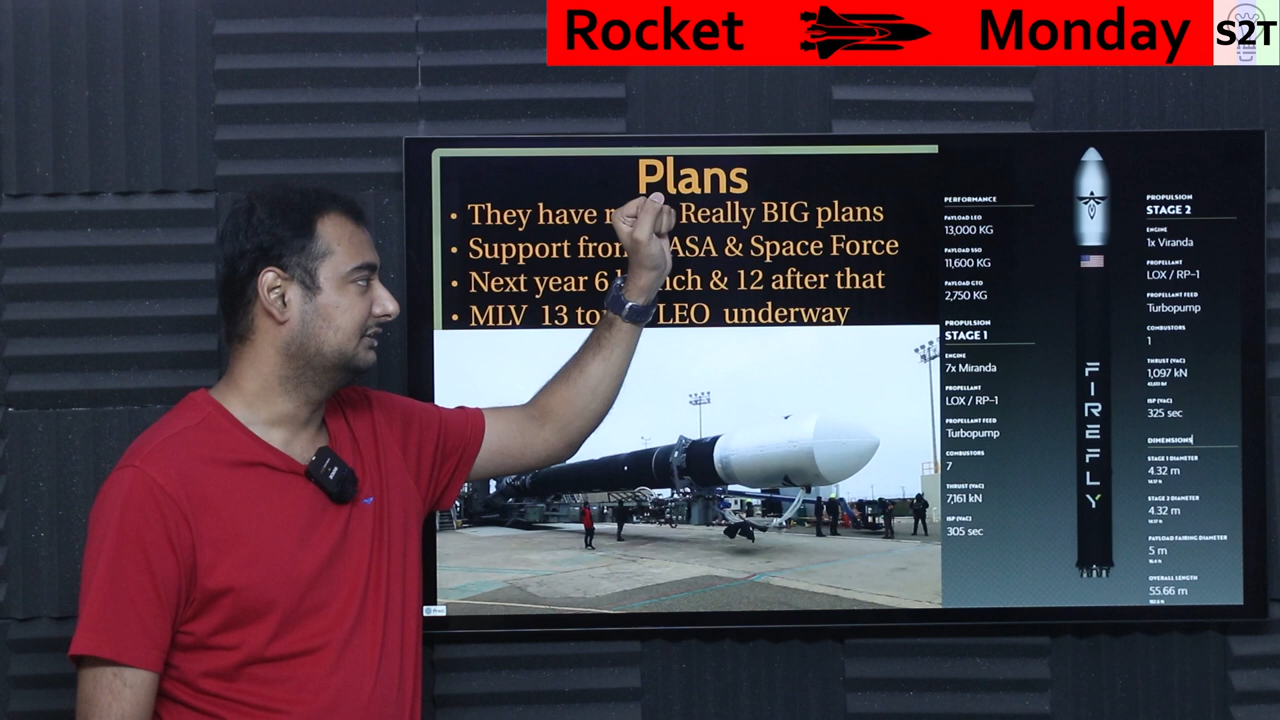 Rocket Monday S2T
Plans
• They have Really BIG plans
• Support & Space Force
• Next year 6 & 12 after that
• MLV 13 LEO underway
PERFORMANCE
PAYLOAD LEO
13,000 KG
PAYLOAD SSO
11,600 KG
PAYLOAD GTO
2,750 KG
PROPULSION
STAGE 1
ENGINE
7x Miranda
PROPELLANT
LOX / RP-1
PROPELLANT FEED
Turbopump
COMBUSTORS
7
THRUST (VAC)
7,161 kN
ISP (VAC)
305 sec
FIREFLY
PROPULSION
STAGE 2
ENGINE
1x Viranda
PROPELLANT
LOX / RP-1
PROPELLANT FEED
Turbopump
COMBUSTORS
1
THRUST (VAC)
1,097 kN
ISP (VAC)
325 sec
DIMENSIONS
STAGE 1 DIAMETER
4.32 m
STAGE 2 DIAMETER
4.32 m
PAYLOAD FAIRING DIAMETER
5 m
OVERALL LENGTH
55.66 m